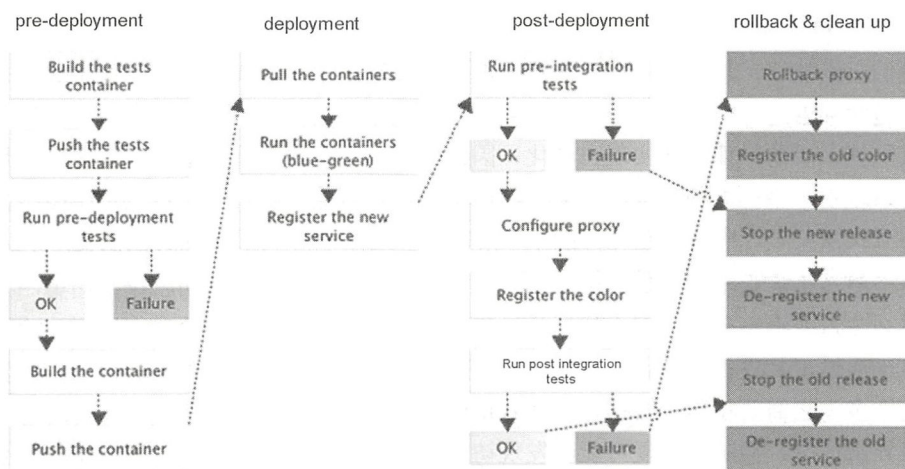 pre-deployment
Build the tests
container
Push the tests
container
Run pre-deployment
tests
OK
Failure
Build the container
Push the container
deployment
Pull the containers
Run the containers
(blue-green)
Register the new
service
post-deployment
Run pre-integration
tests
OK
Failure
Configure proxy
Register the color
Run post integration
tests
OK
Failure
rollback & clean up
Rollback proxy
Register the old color
Stop the new release
De-register the new
service
Stop the old release
De-register the old
service